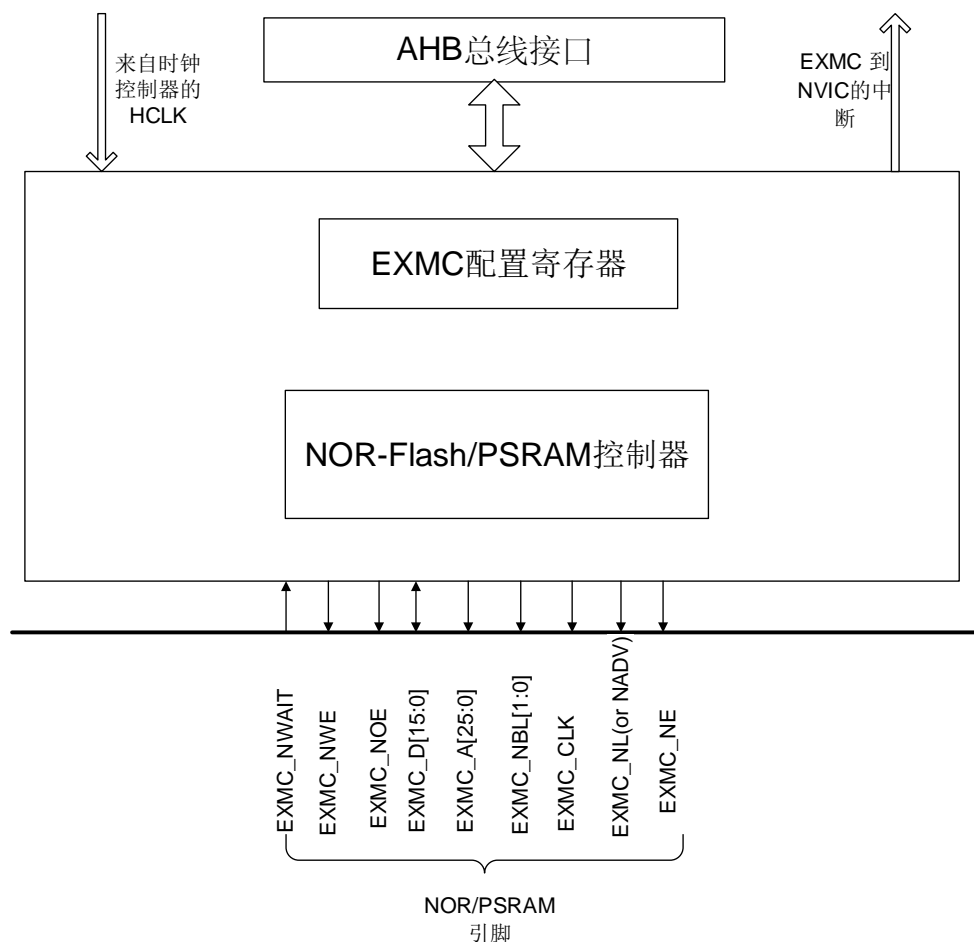 来自时钟
控制器的
HCLK
AHB总线接口
EXMC 到
NVIC的中
断
EXMC配置寄存器
NOR-Flash/PSRAM控制器
EXMC_NWAIT
EXMC_NWE
EXMC_NOE
EXMC_D[15:0]
EXMC_A[25:0]
EXMC_NBL[1:0]
EXMC_CLK
EXMC_NL(or NADV)
EXMC_NE
NOR/PSRAM
引脚